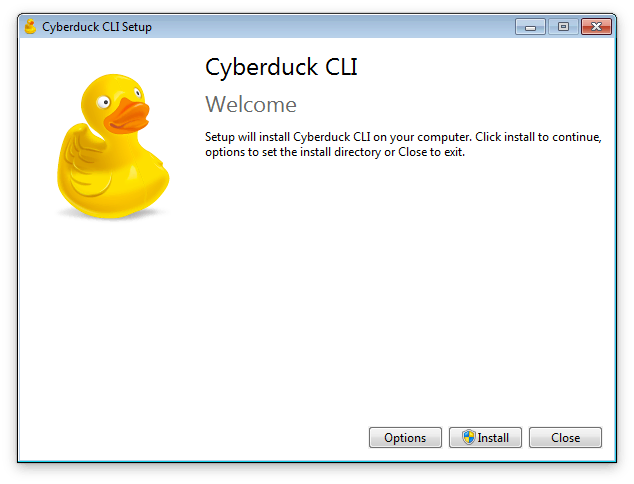 Cyberduck CLI Setup
Cyberduck CLI
Welcome
Setup will install Cyberduck CLI on your computer. Click install to continue,
options to set the install directory or Close to exit.
Options
Install
Close